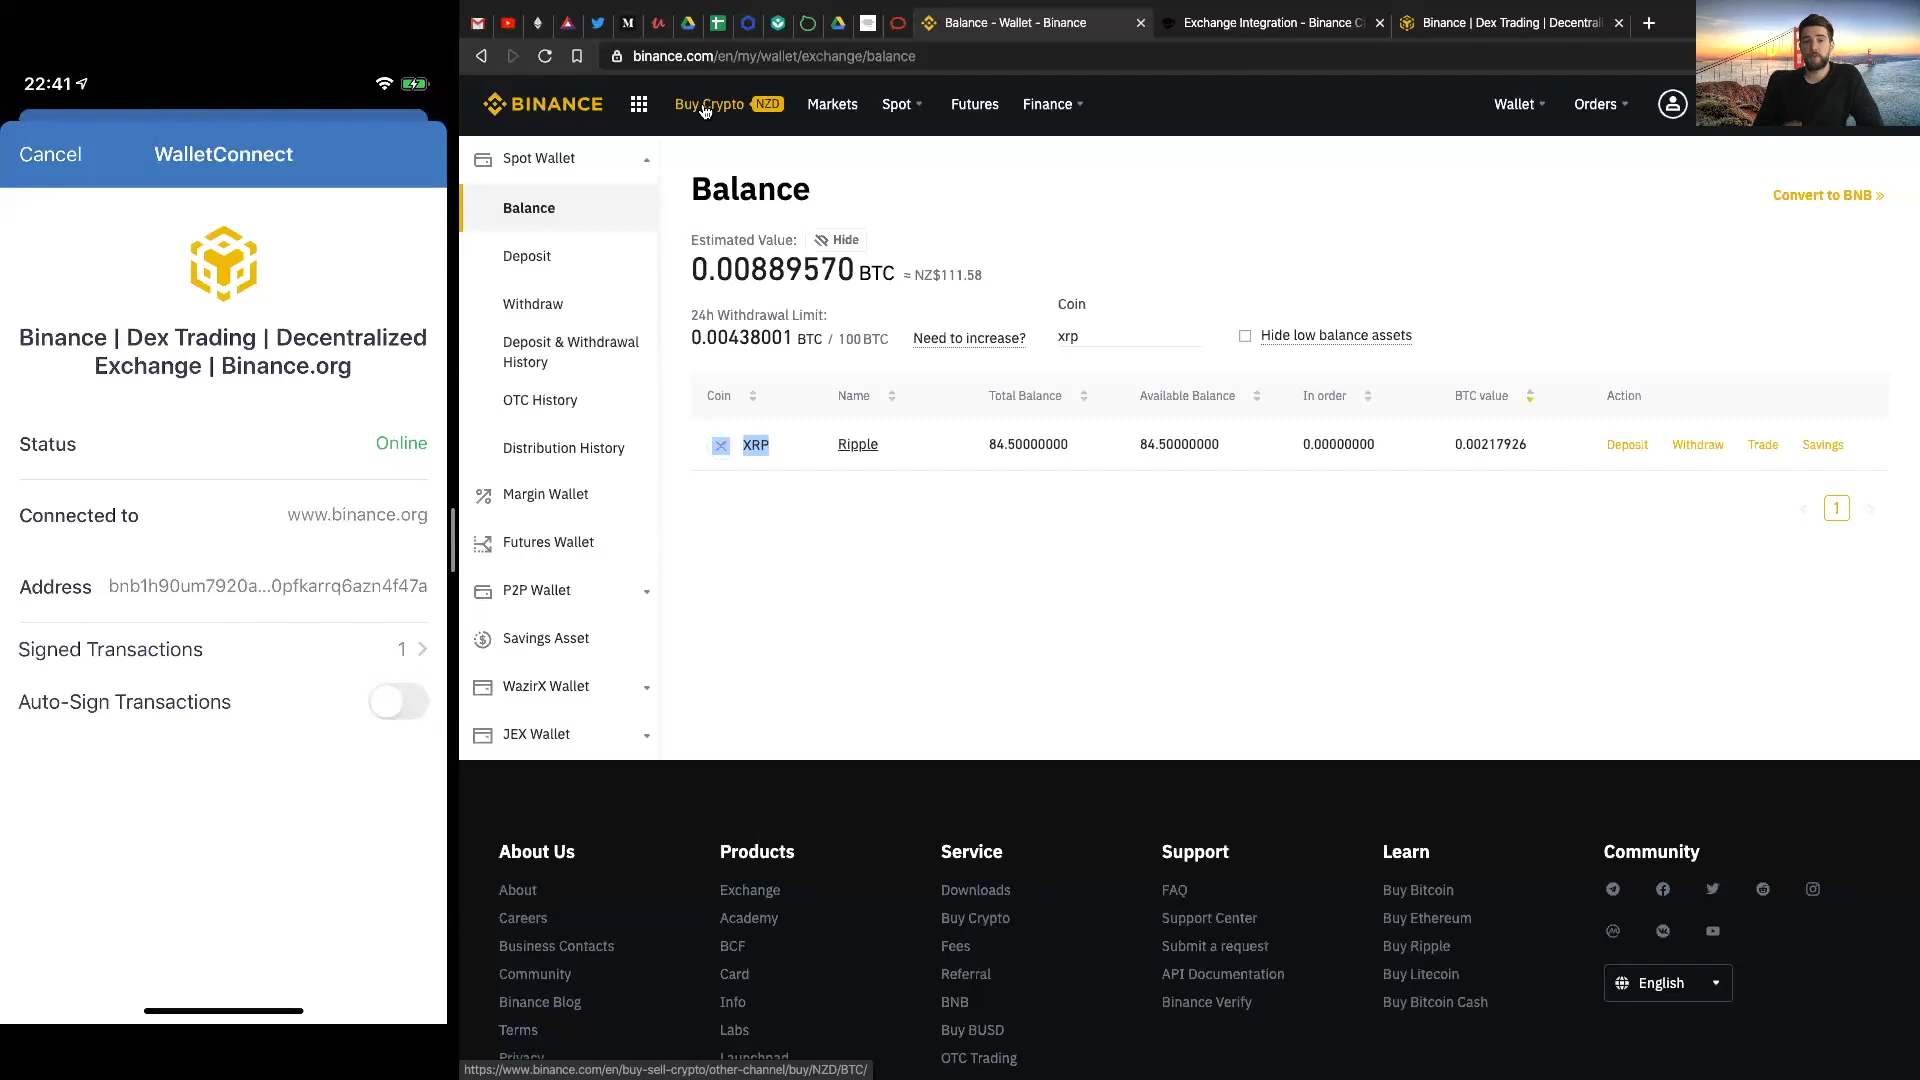 22:41
Cancel
WalletConnect
Binance | Dex Trading | Decentralized
Exchange | Binance.org
Status
Online
Connected to
www.binance.org
Address
bnb1h90um7920a...0pfkarrq6azn4f47a
Signed Transactions
1
Auto-Sign Transactions
Balance - Wallet - Binance
Exchange Integration - Binance C
Binance | Dex Trading | Decentral
binance.com/en/my/wallet/exchange/balance
BINANCE
Buy Crypto
NZD
Markets
Spot
Futures
Finance
Wallet
Orders
Spot Wallet
Balance
Deposit
Withdraw
Deposit & Withdrawal
History
OTC History
Distribution History
Margin Wallet
Futures Wallet
P2P Wallet
Savings Asset
WazirX Wallet
JEX Wallet
Balance
Convert to BNB »
Estimated Value:
Hide
0.00889570 BTC ≈ NZ$111.58
24h Withdrawal Limit:
0.00438001 BTC / 100 BTC
Need to increase?
Coin
xrp
Hide low balance assets
Coin
Name
Total Balance
Available Balance
In order
BTC value
Action
XRP
Ripple
84.50000000
84.50000000
0.00000000
0.00217926
Deposit
Withdraw
Trade
Savings
1
About Us
About
Careers
Business Contacts
Community
Binance Blog
Terms
Privacy
Products
Exchange
Academy
BCF
Card
Info
Labs
Launchpad
Service
Downloads
Buy Crypto
Fees
Referral
BNB
Buy BUSD
OTC Trading
Support
FAQ
Support Center
Submit a request
API Documentation
Binance Verify
Learn
Buy Bitcoin
Buy Ethereum
Buy Ripple
Buy Litecoin
Buy Bitcoin Cash
Community
English
https://www.binance.com/en/buy-sell-crypto/other-channel/buy/NZD/BTC/